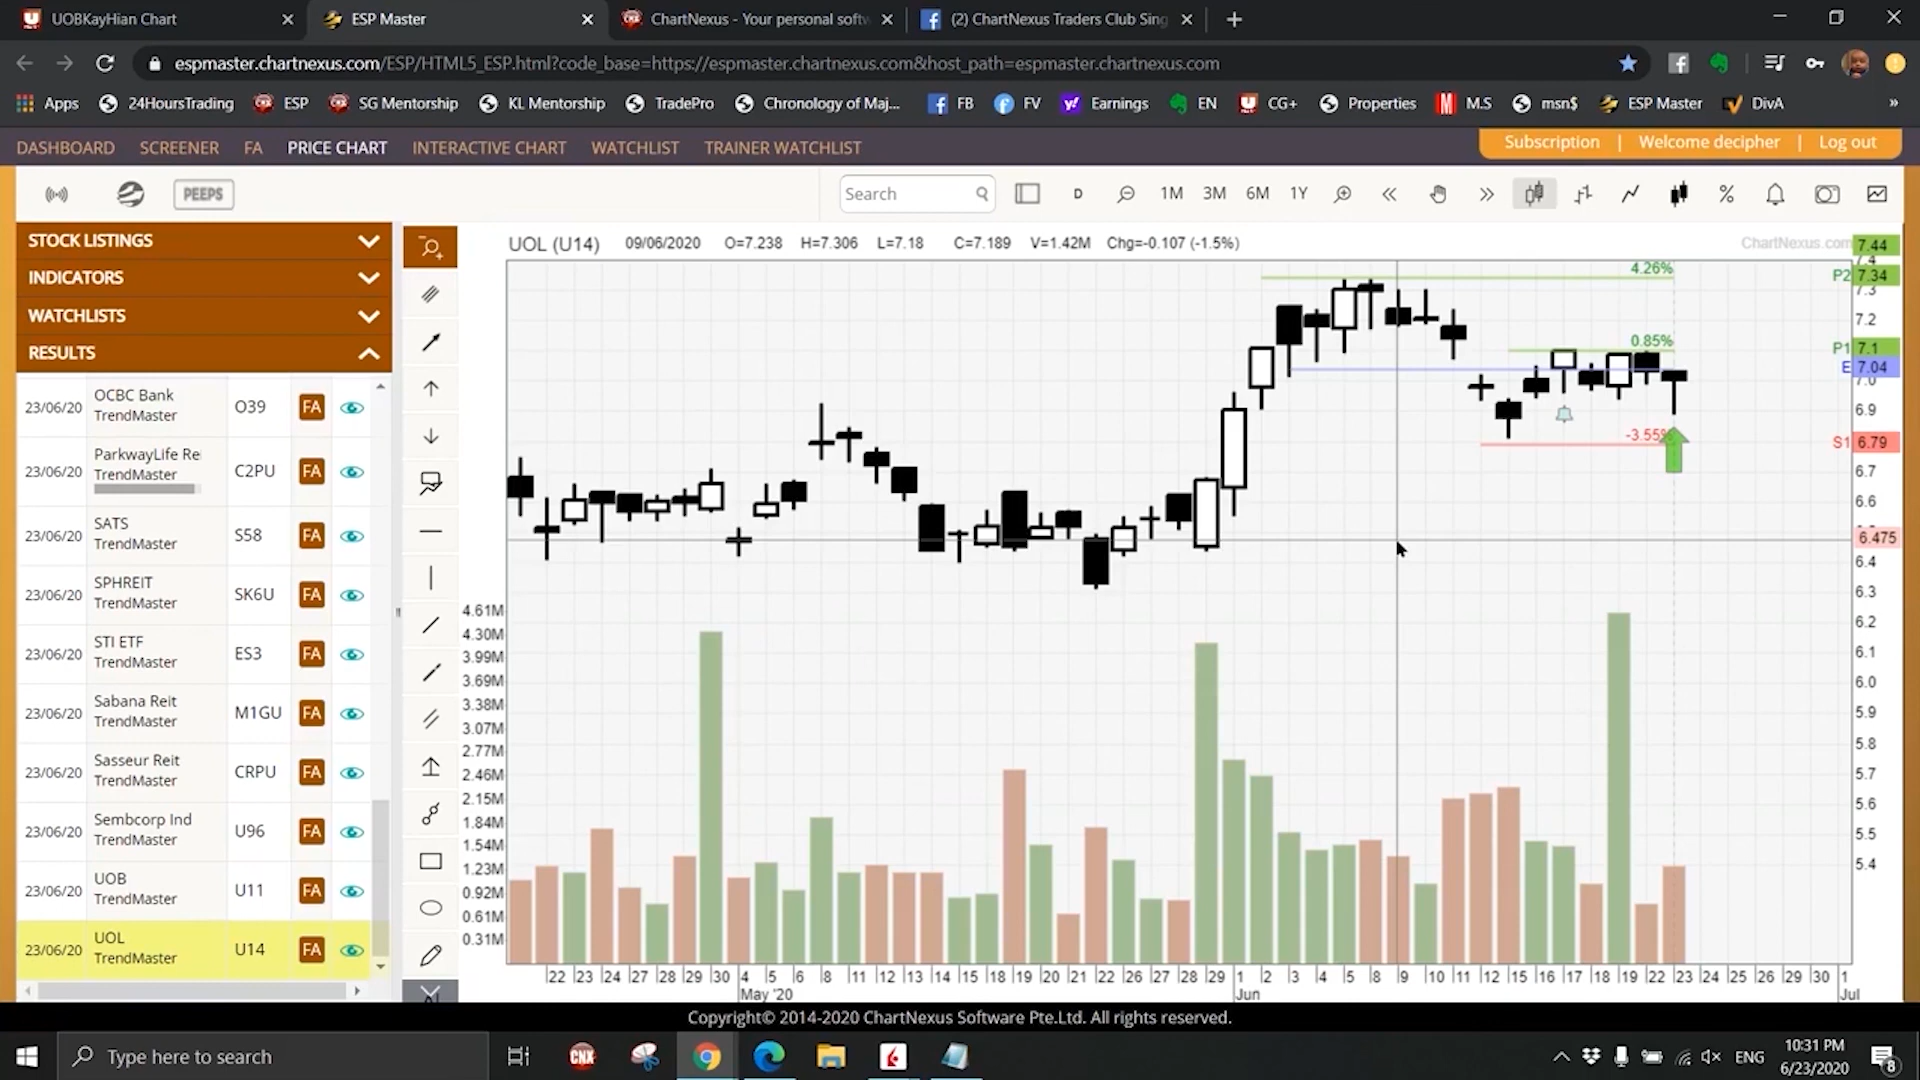 UOBKayHian Chart
ESP Master
ChartNexus - Your personal softw
(2) ChartNexus Traders Club Sing
espmaster.chartnexus.com/ESP/HTML5_ESP.html?code_base=https://espmaster.chartnexus.com&host_path=espmaster.chartnexus.com
Apps 24HoursTrading ESP SG Mentorship KL Mentorship TradePro Chronology of Maj... FB FV Earnings EN CG+ Properties M.S msn$ ESP Master DivA »
DASHBOARD SCREENER FA PRICE CHART INTERACTIVE CHART WATCHLIST TRAINER WATCHLIST
Subscription | Welcome decipher | Log out
PEEPS
Search D 1M 3M 6M 1Y %
STOCK LISTINGS
INDICATORS
WATCHLISTS
RESULTS
23/06/20 OCBC Bank TrendMaster O39 FA
23/06/20 ParkwayLife Re TrendMaster C2PU FA
23/06/20 SATS TrendMaster S58 FA
23/06/20 SPHREIT TrendMaster SK6U FA
23/06/20 STI ETF TrendMaster ES3 FA
23/06/20 Sabana Reit TrendMaster M1GU FA
23/06/20 Sasseur Reit TrendMaster CRPU FA
23/06/20 Sembcorp Ind TrendMaster U96 FA
23/06/20 UOB TrendMaster U11 FA
23/06/20 UOL TrendMaster U14 FA
UOL (U14) 09/06/2020 O=7.238 H=7.306 L=7.18 C=7.189 V=1.42M Chg=-0.107 (-1.5%)
ChartNexus.com
7.44
7.4
4.26%
P2 7.34
7.3
7.2
0.85%
P1 7.1
E 7.04
7.0
6.9
-3.55%
S1 6.79
6.7
6.6
6.475
6.4
6.3
6.2
6.1
6.0
5.9
5.8
5.7
5.6
5.5
5.4
4.61M
4.30M
3.99M
3.69M
3.38M
3.07M
2.77M
2.46M
2.15M
1.84M
1.54M
1.23M
0.92M
0.61M
0.31M
22 23 24 27 28 29 30 4 5 6 8 11 12 13 14 15 18 19 20 21 22 26 27 28 29 1 2 3 4 5 8 9 10 11 12 15 16 17 18 19 22 23 24 25 26 29 30 1
May '20 Jun Jul
Copyright© 2014-2020 ChartNexus Software Pte.Ltd. All rights reserved.
Type here to search
CNX
ENG
10:31 PM
6/23/2020
8